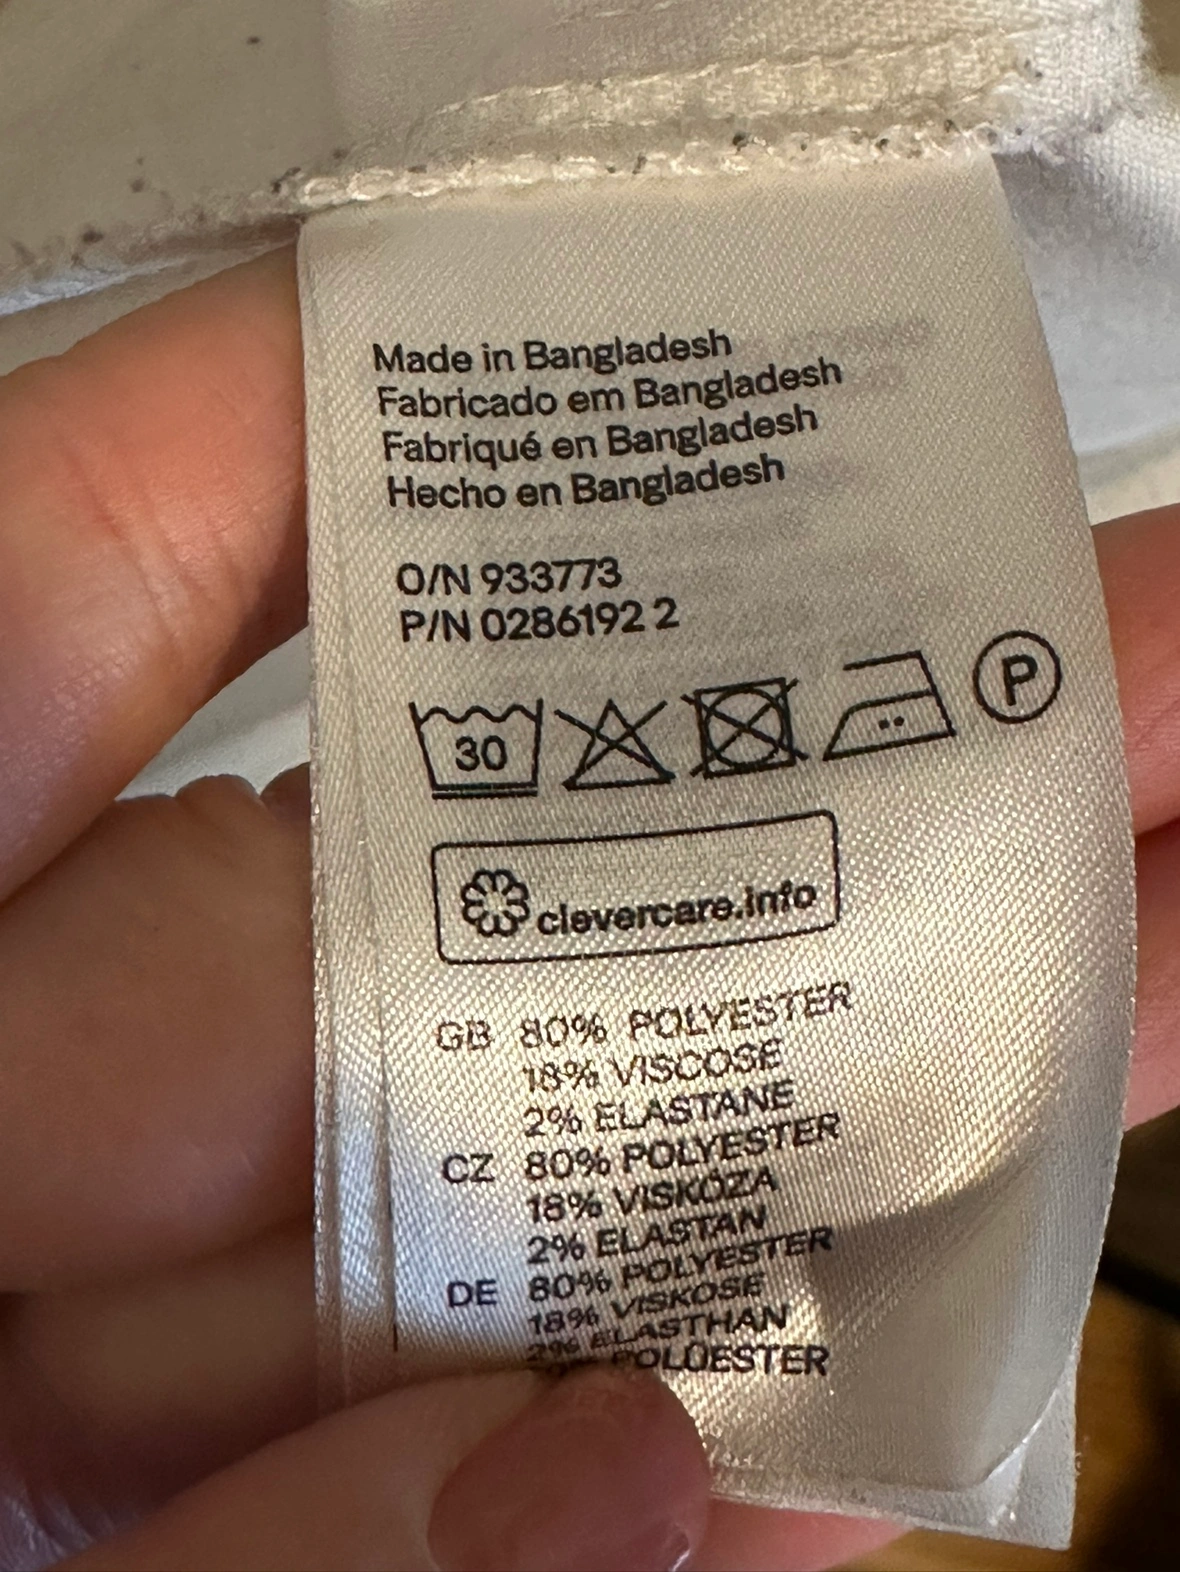 Made in Bangladesh
Fabricado em Bangladesh
Fabriqué en Bangladesh
Hecho en Bangladesh
O/N 933773
P/N 0286192 2
30
P
clevercare.info
GB 80% POLYESTER
18% VISCOSE
2% ELASTANE
CZ 80% POLYESTER
18% VISKÓZA
2% ELASTAN
DE 80% POLYESTER
18% VISKOSE
2% ELASTHAN
POLÜESTER